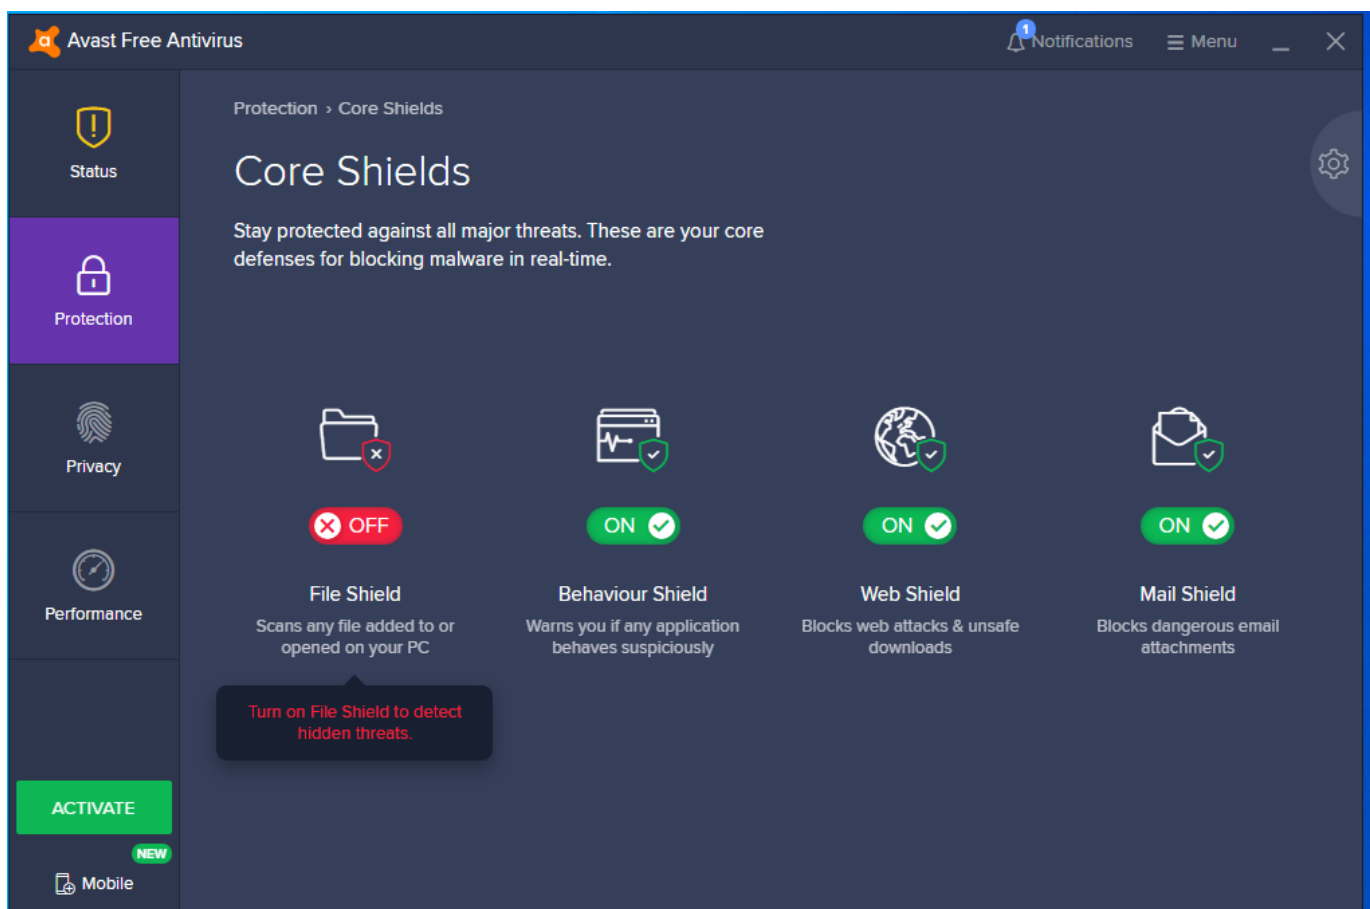 Avast Free Antivirus
1
Notifications
Menu
Status
Protection
Privacy
Performance
ACTIVATE
NEW
Mobile
Protection › Core Shields
Core Shields
Stay protected against all major threats. These are your core
defenses for blocking malware in real-time.
OFF
File Shield
Scans any file added to or
opened on your PC
Turn on File Shield to detect
hidden threats.
ON
Behaviour Shield
Warns you if any application
behaves suspiciously
ON
Web Shield
Blocks web attacks & unsafe
downloads
ON
Mail Shield
Blocks dangerous email
attachments